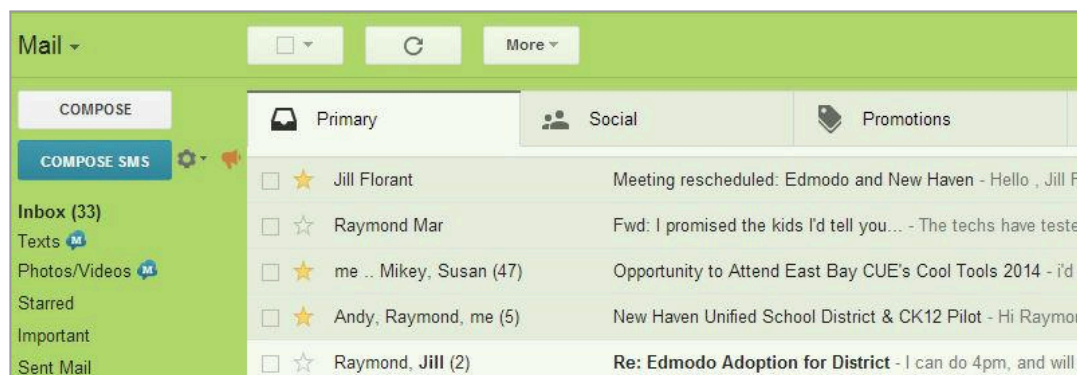 Mail
More
COMPOSE
COMPOSE SMS
Inbox (33)
Texts
Photos/Videos
Starred
Important
Sent Mail
Primary Social Promotions
Jill Florant Meeting rescheduled: Edmodo and New Haven - Hello , Jill
Raymond Mar Fwd: I promised the kids I'd tell you... - The techs have teste
me .. Mikey, Susan (47) Opportunity to Attend East Bay CUE's Cool Tools 2014 - i'd
Andy, Raymond, me (5) New Haven Unified School District & CK12 Pilot - Hi Raymo
Raymond, Jill (2) Re: Edmodo Adoption for District - I can do 4pm, and will